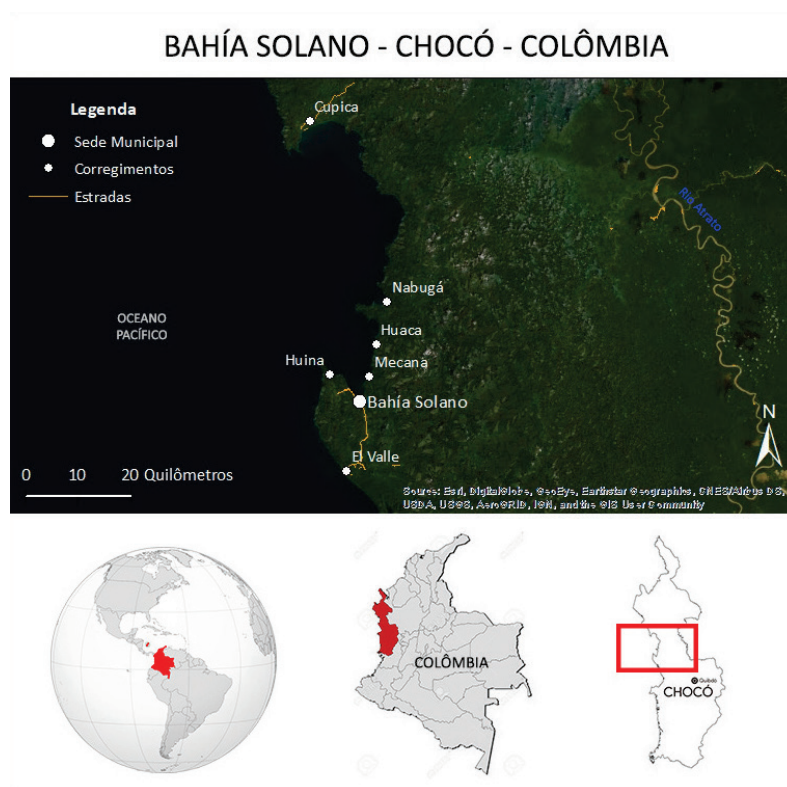 BAHÍA SOLANO - CHOCÓ - COLÔMBIA
Legenda
Sede Municipal
Corregimentos
Estradas
Cupica
Rio Atrato
Nabugá
OCEANO
PACÍFICO
Huaca
Huina
Mecana
Bahía Solano
El Valle
N
0 10 20 Quilômetros
Source: Esri, DigitalGlobe, GeoEye, Earthstar Geographics, CNES/Airbus DS,
USDA, USGS, AeroGRID, IGN, and the GIS User Community
COLÔMBIA
Quibdó
CHOCÓ